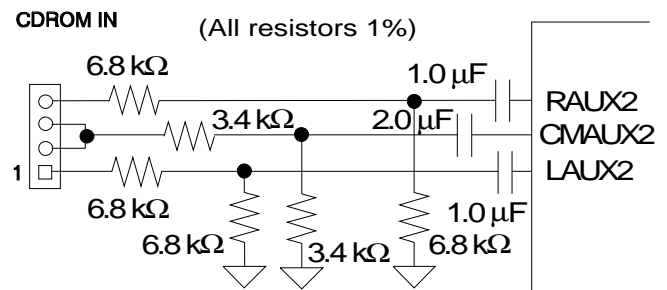 CDROM IN
(All resistors 1%)
6.8 kΩ
1.0 µF
RAUX2
3.4 kΩ
2.0 µF
CMAUX2
1
LAUX2
6.8 kΩ
1.0 µF
6.8 kΩ
3.4 kΩ
6.8 kΩ